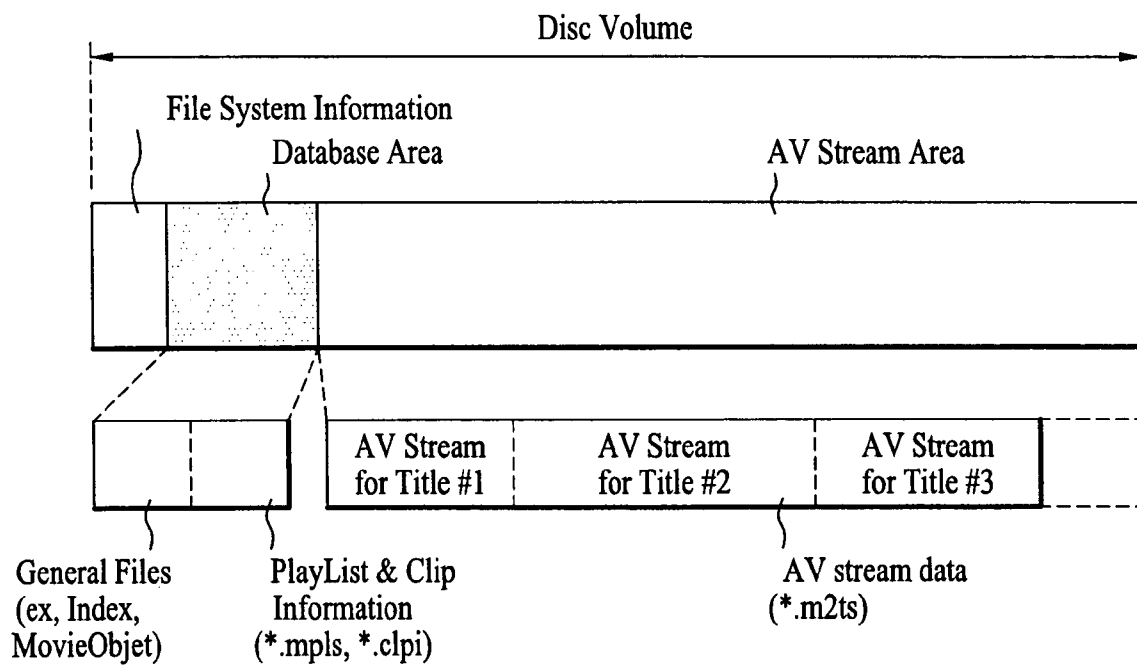 Disc Volume
File System Information
Database Area
AV Stream Area
AV Stream
for Title #1
AV Stream
for Title #2
AV Stream
for Title #3
General Files
(ex, Index,
MovieObjet)
PlayList & Clip
Information
(*.mpls, *.clpi)
AV stream data
(*.m2ts)